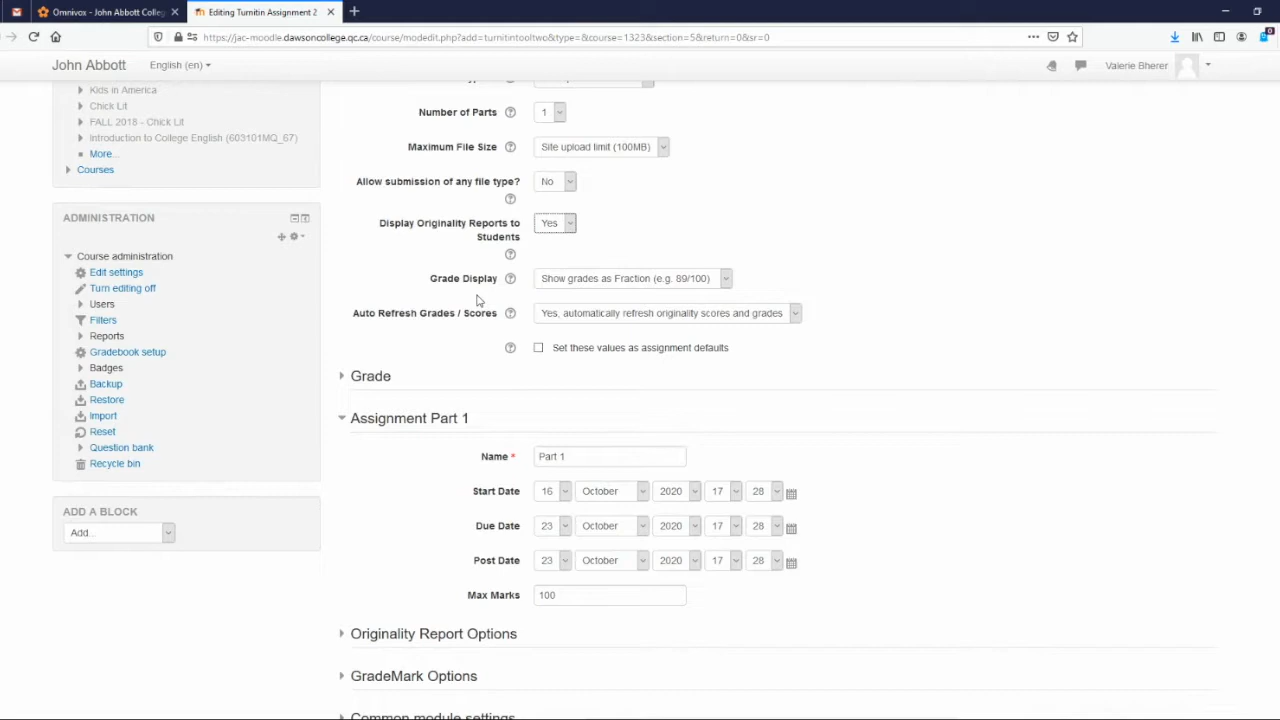 Omnivox - John Abbott Colleg
Editing Turnitin Assignment 2
https://jac-moodle.dawsoncollege.qc.ca/course/modedit.php?add=turnitintooltwo&type=&course=1323&section=5&return=0&sr=0
John Abbott
English (en)
Valerie Bherer
Kids in America
Chick Lit
FALL 2018 - Chick Lit
Introduction to College English (603101MQ_67)
More...
Courses
ADMINISTRATION
Course administration
Edit settings
Turn editing off
Users
Filters
Reports
Gradebook setup
Badges
Backup
Restore
Import
Reset
Question bank
Recycle bin
ADD A BLOCK
Add...
Number of Parts 1
Maximum File Size Site upload limit (100MB)
Allow submission of any file type? No
Display Originality Reports to Students Yes
Grade Display Show grades as Fraction (e.g. 89/100)
Auto Refresh Grades / Scores Yes, automatically refresh originality scores and grades
Set these values as assignment defaults
Grade
Assignment Part 1
Name * Part 1
Start Date 16 October 2020 17 28
Due Date 23 October 2020 17 28
Post Date 23 October 2020 17 28
Max Marks 100
Originality Report Options
GradeMark Options
Common module settings